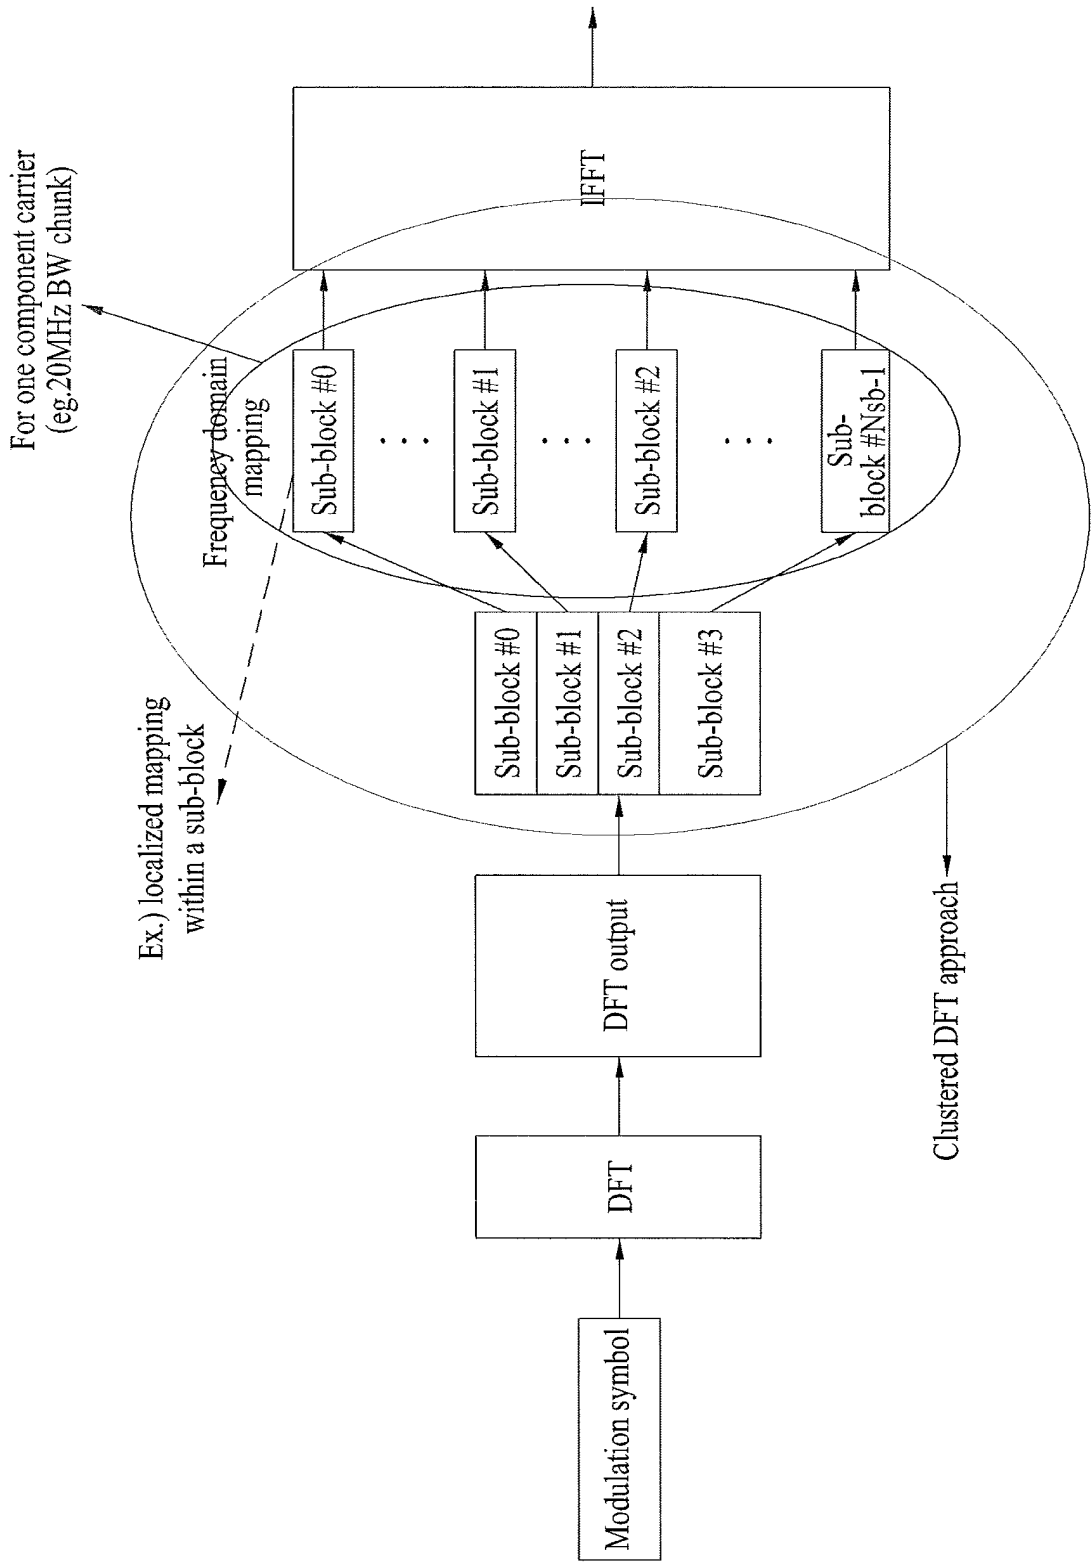 For one component carrier
(eg.20MHz BW chunk)
Ex.) localized mapping
within a sub-block
Frequency domain
mapping
Modulation symbol
DFT
DFT output
Sub-block #0
Sub-block #1
Sub-block #2
Sub-block #3
Sub-block #0
...
Sub-block #1
...
Sub-block #2
...
Sub-
block #Nsb-1
IFFT
Clustered DFT approach